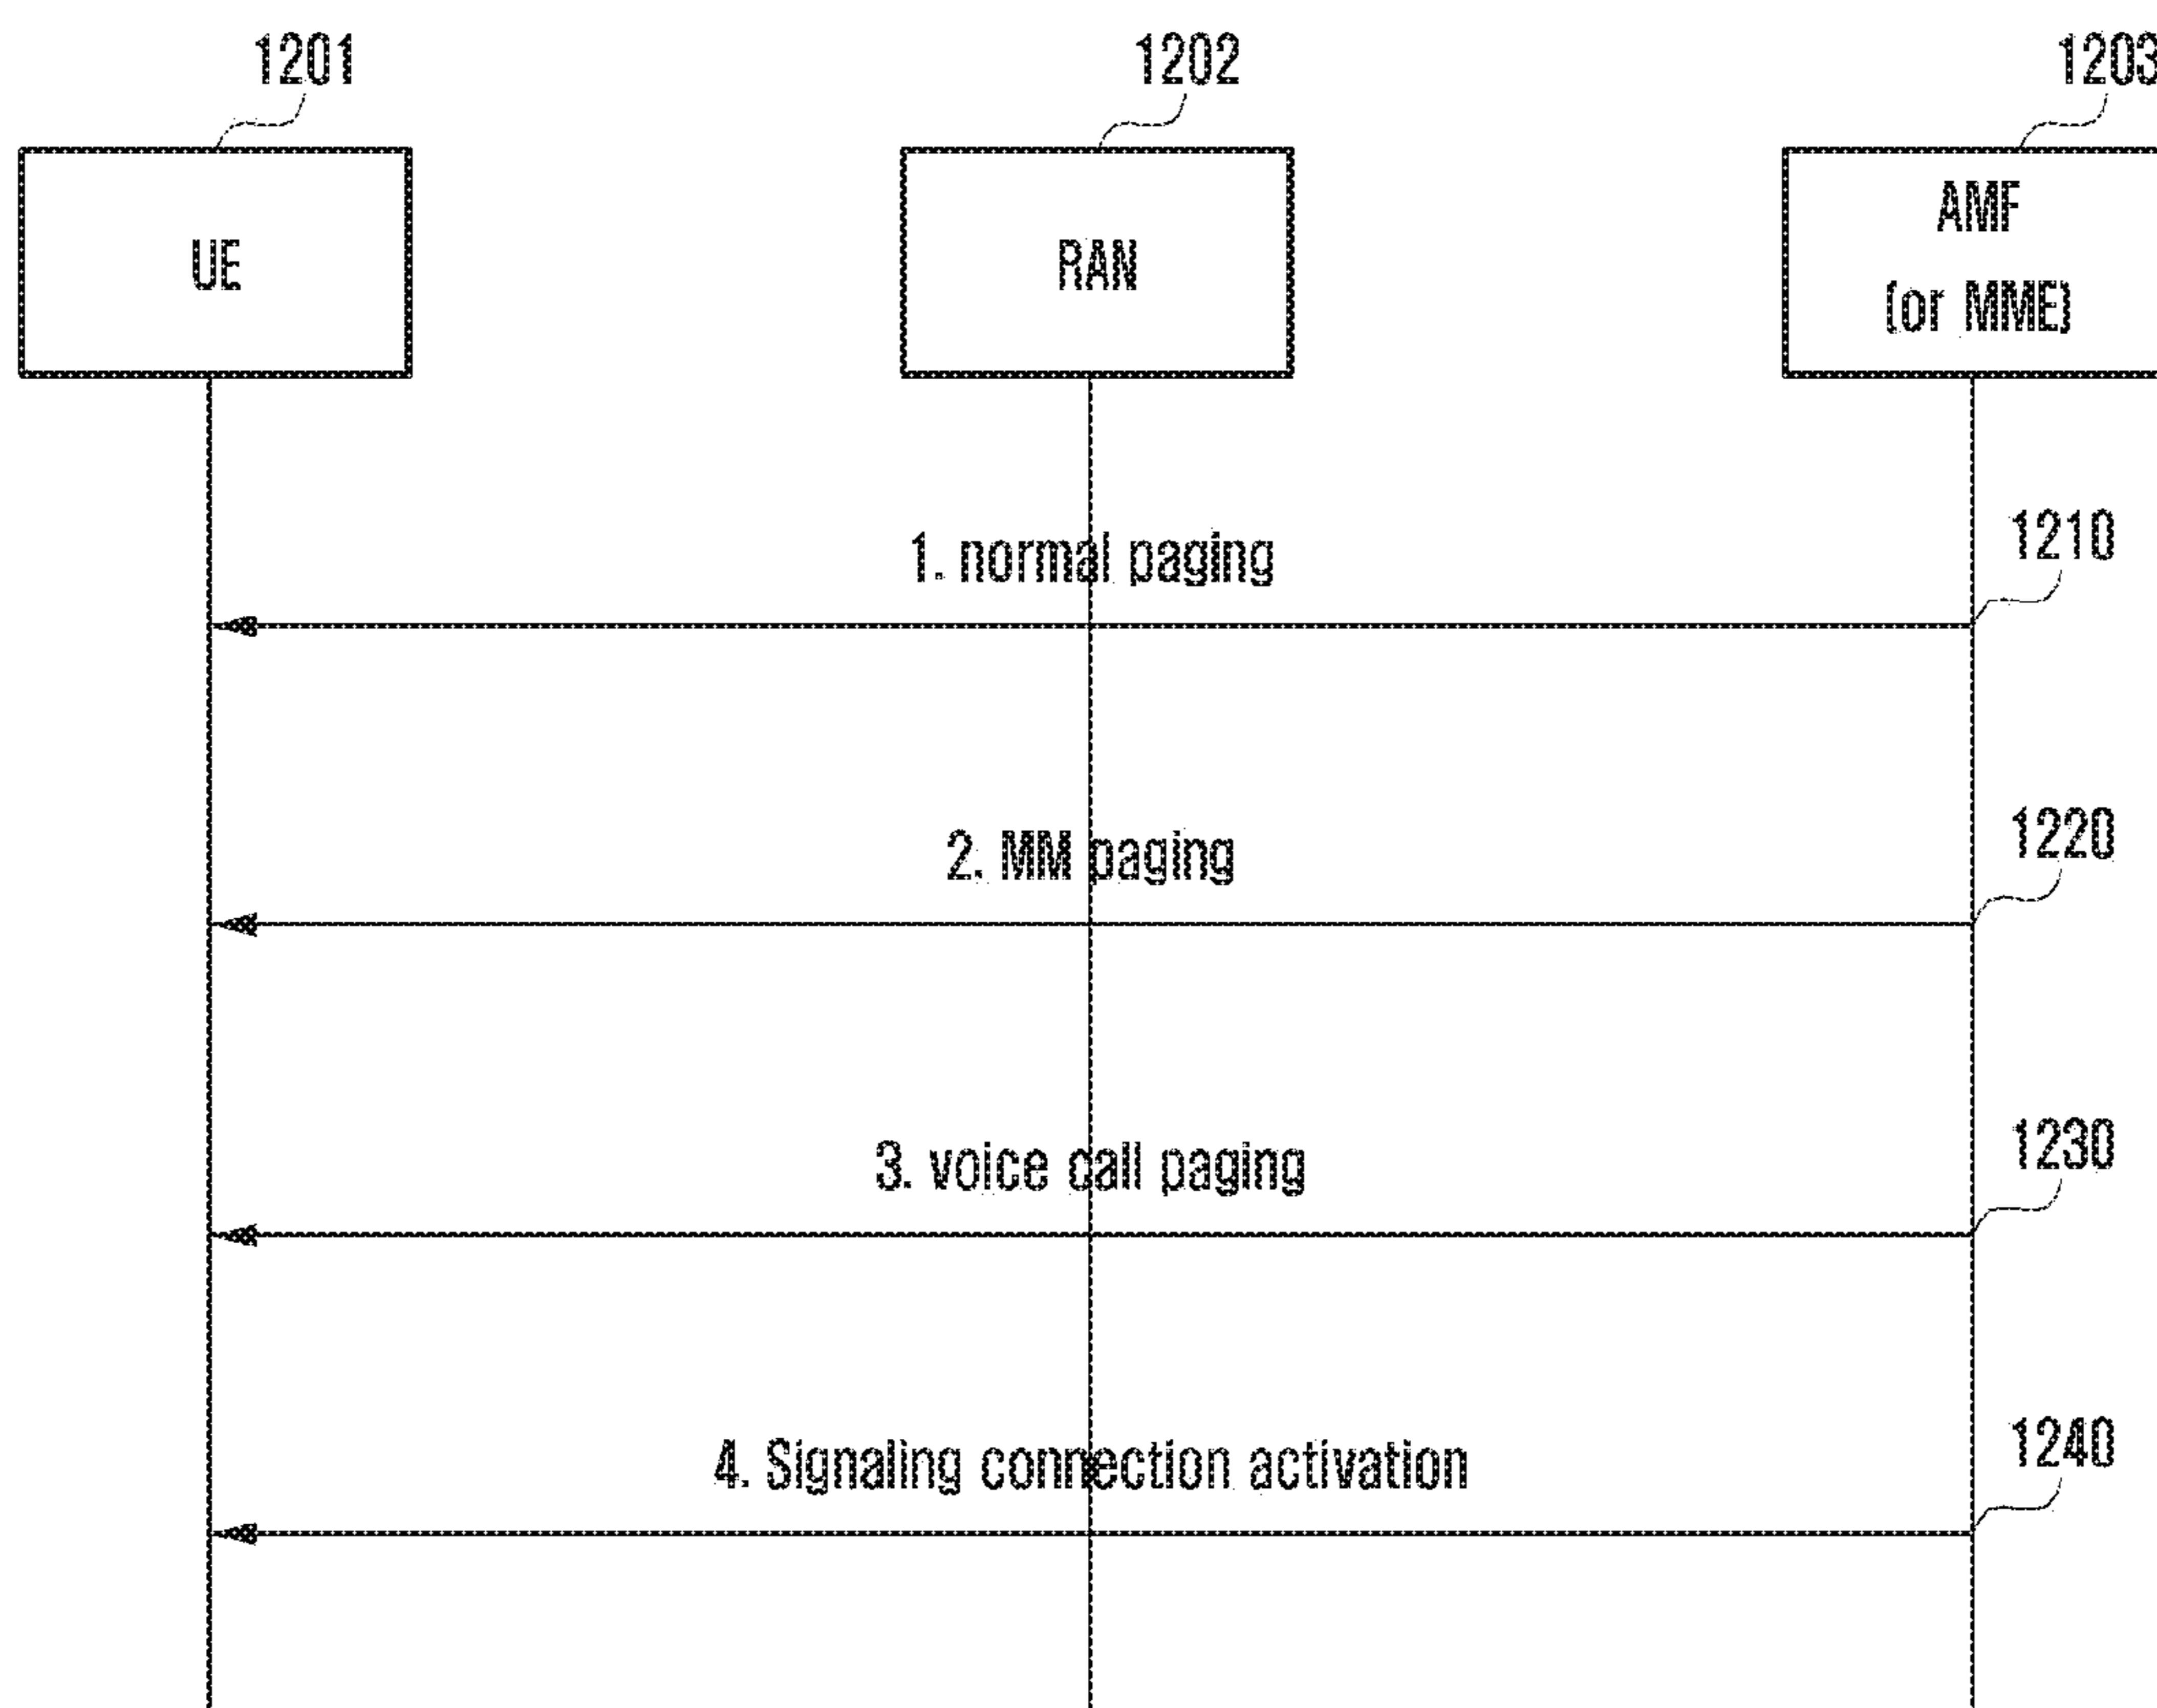 1201
1202
1203
UE
RAN
AMF
(or MME)
1. normal paging
1210
2. MM paging
1220
3. voice call paging
1230
4. Signaling connection activation
1240